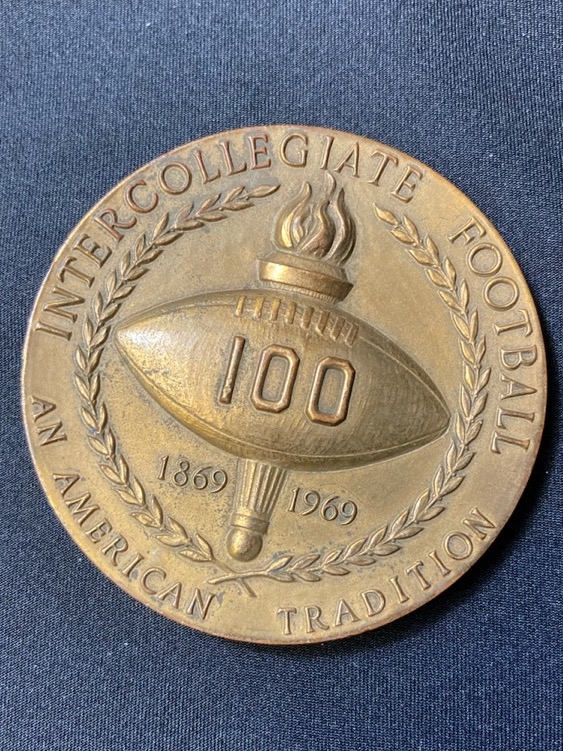 INTERCOLLEGIATE FOOTBALL
100
1869 1969
AN AMERICAN TRADITION